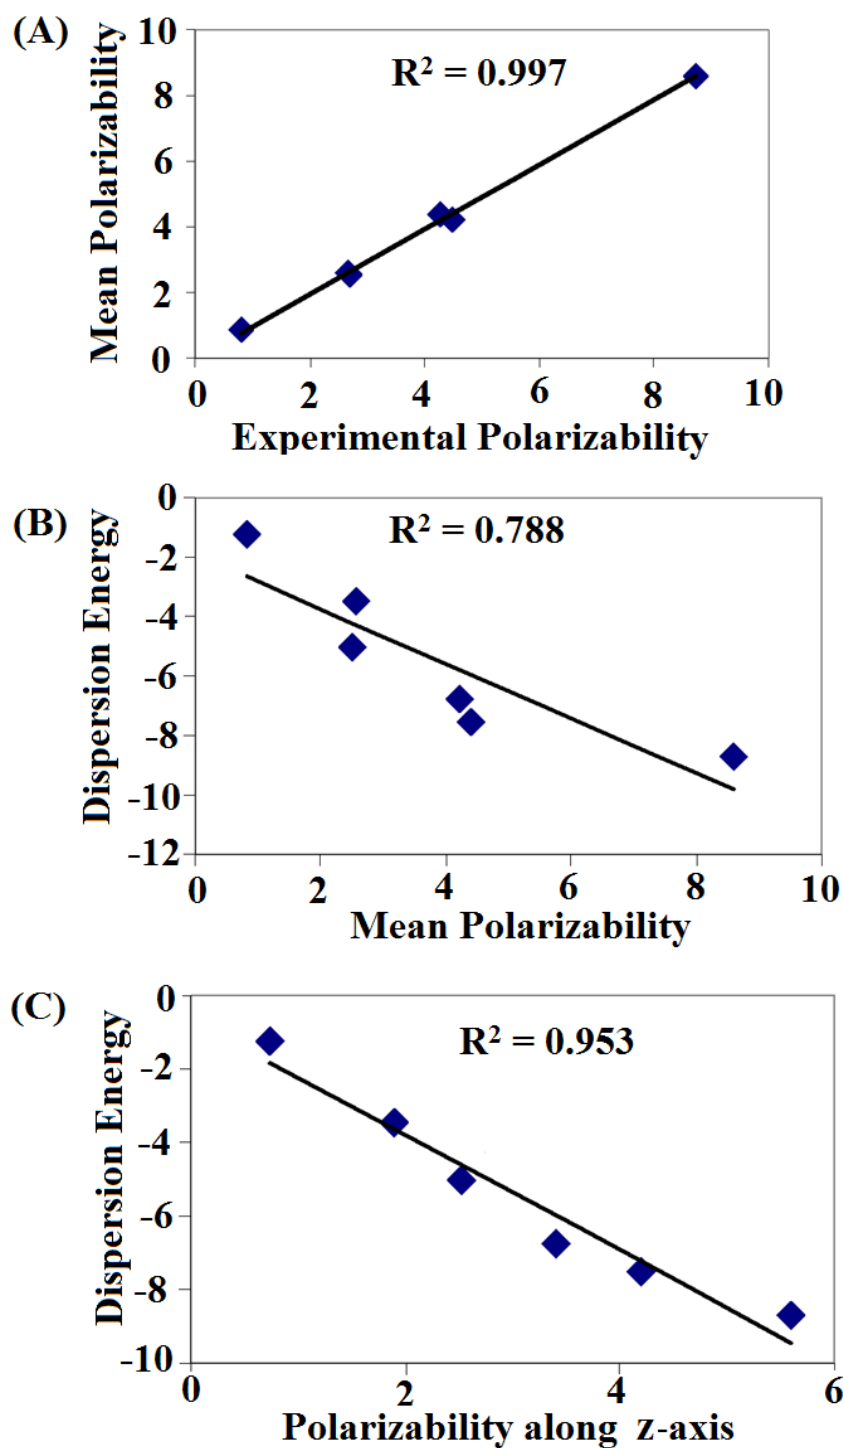 (A)
Mean Polarizability
10
8
6
4
2
0
R² = 0.997
0 2 4 6 8 10
Experimental Polarizability
(B)
Dispersion Energy
0
-2
-4
-6
-8
-10
-12
R² = 0.788
0 2 4 6 8 10
Mean Polarizability
(C)
Dispersion Energy
0
-2
-4
-6
-8
-10
R² = 0.953
0 2 4 6
Polarizability along z-axis